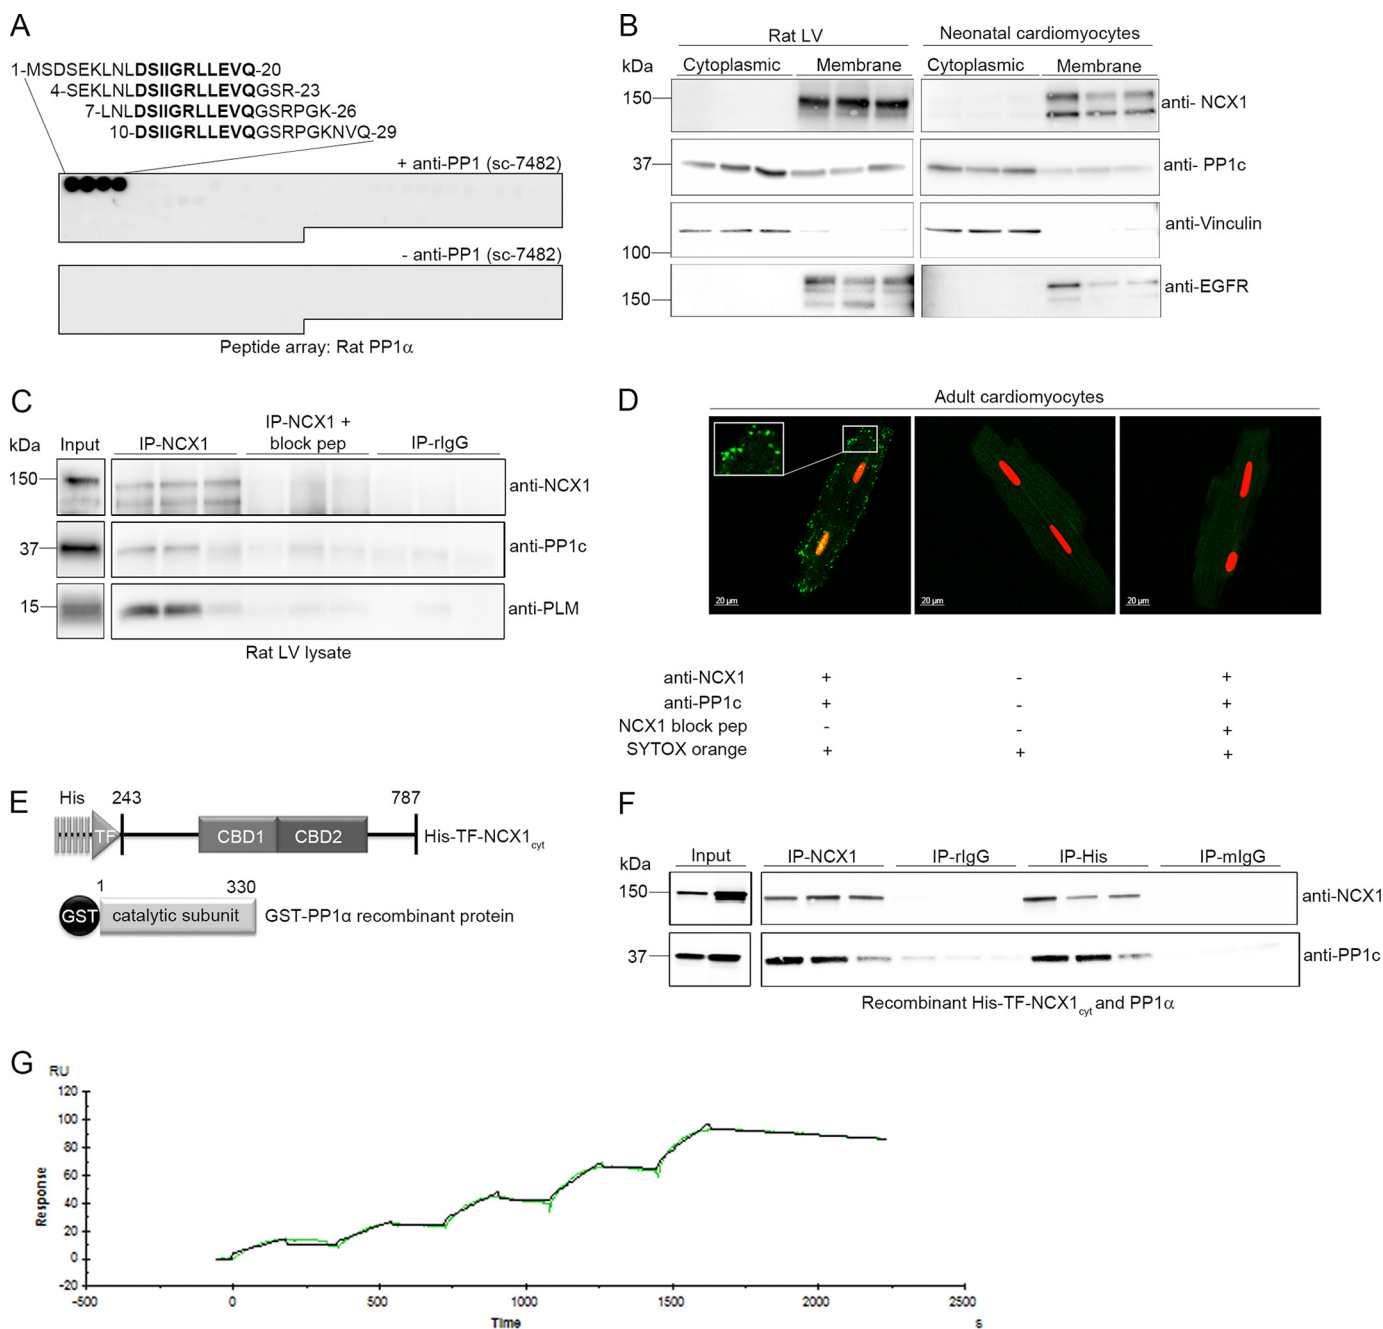 A
1-MSDSEKLNLDSIIGRLLEVQ-20
4-SEKLNLDSIIGRLLEVQGSR-23
7-LNLDSIIGRLLEVQGSRPGK-26
10-DSIIGRLLEVQGSRPGKNVQ-29
+ anti-PP1 (sc-7482)
- anti-PP1 (sc-7482)
Peptide array: Rat PP1α
B
Rat LV Neonatal cardiomyocytes
kDa Cytoplasmic Membrane Cytoplasmic Membrane
150 anti- NCX1
37 anti- PP1c
anti-Vinculin
100
150 anti-EGFR
C
kDa Input IP-NCX1 IP-NCX1 + block pep IP-rIgG
150 anti-NCX1
37 anti-PP1c
15 anti-PLM
Rat LV lysate
D
Adult cardiomyocytes
20 µm 20 µm 20 µm
anti-NCX1 + - +
anti-PP1c + - +
NCX1 block pep - - +
SYTOX orange + + +
E
His 243 787
TF CBD1 CBD2 His-TF-NCX1cyt
1 330
GST catalytic subunit GST-PP1α recombinant protein
F
kDa Input IP-NCX1 IP-rIgG IP-His IP-mIgG
150 anti-NCX1
37 anti-PP1c
Recombinant His-TF-NCX1cyt and PP1α
G
RU
120
100
80
60
40
20
0
-20
Response
-500 0 500 1000 1500 2000 2500
Time s